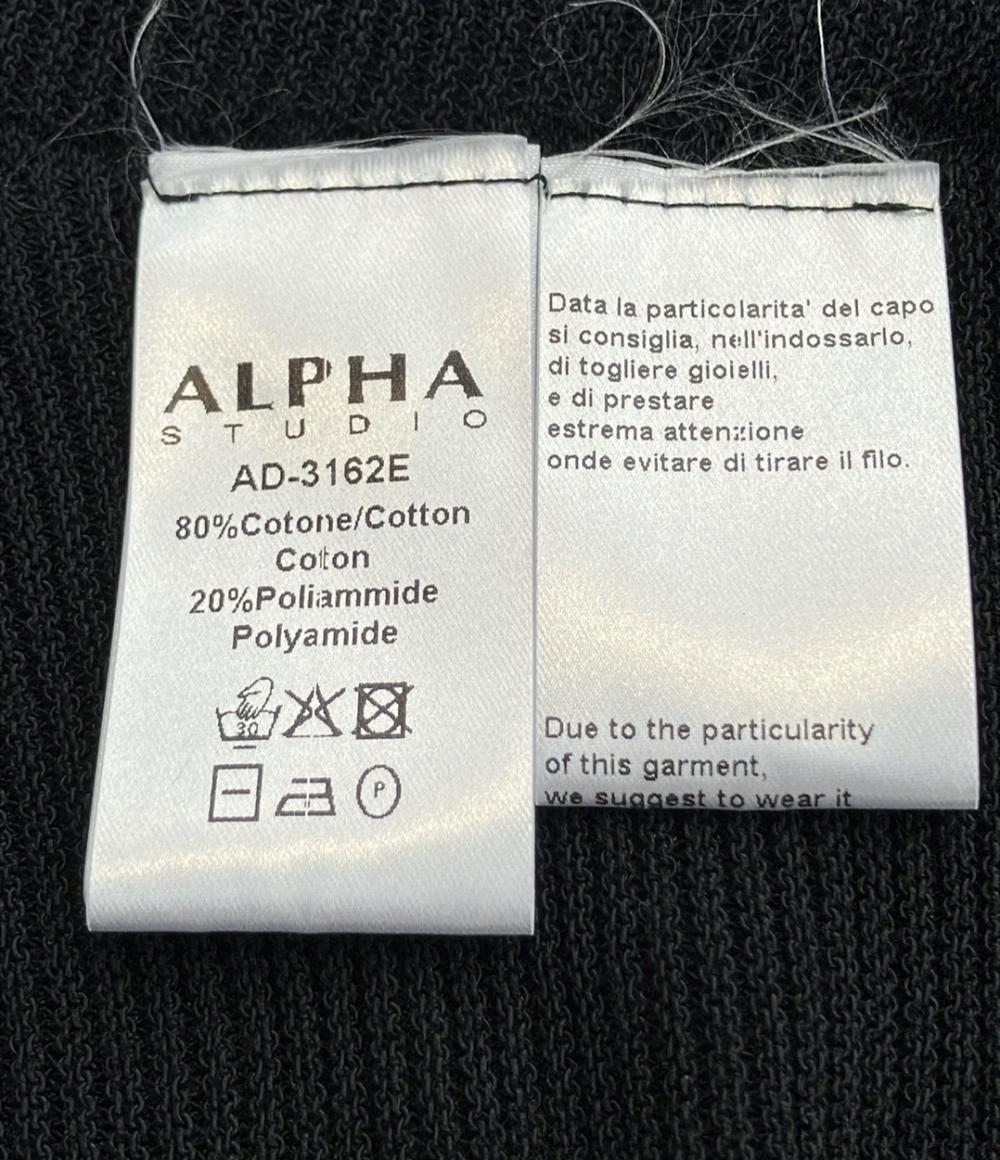 ALPHA
STUDIO
AD-3162E
80%Cotone/Cotton
Coton
20%Poliammide
Polyamide
30
P
Data la particolarita' del capo
si consiglia, nell'indossarlo,
di togliere gioielli,
e di prestare
estrema attenzione
onde evitare di tirare il filo.
Due to the particularity
of this garment,
we suggest to wear it